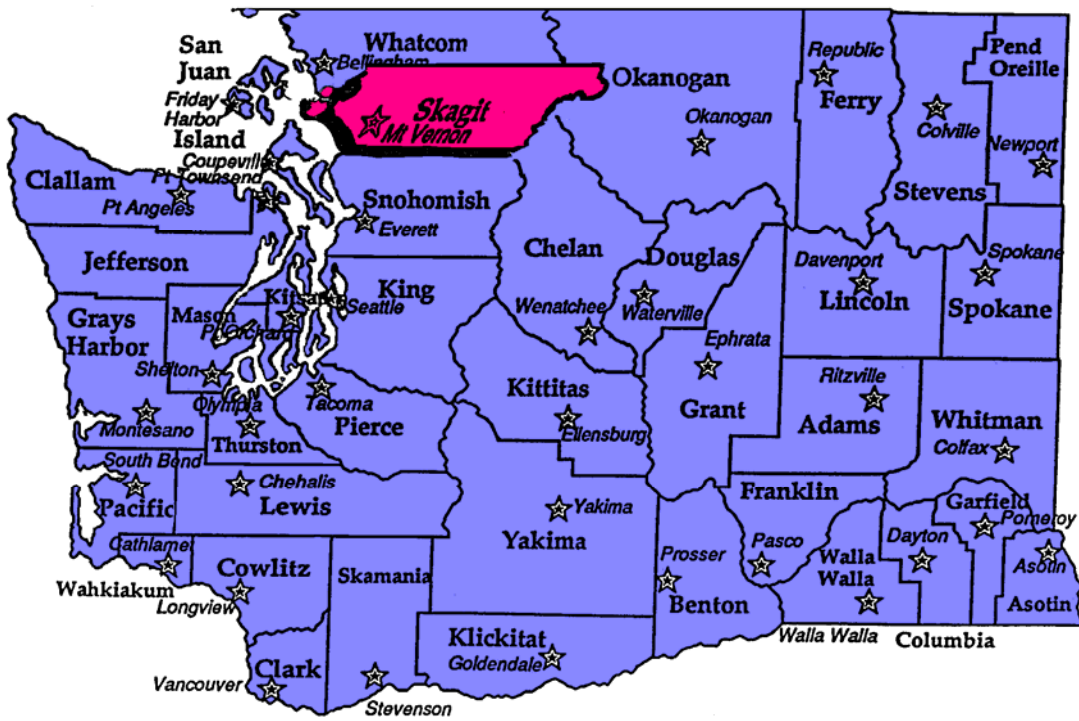 San
Juan
Whatcom
Bellingham
Friday
Harbor
Skagit
Mt Vernon
Okanogan
Okanogan
Republic
Ferry
Pend
Oreille
Colville
Newport
Stevens
Island
Coupeville
Pt Townsend
Clallam
Pt Angeles
Snohomish
Everett
Chelan
Douglas
Wenatchee
Waterville
Davenport
Lincoln
Spokane
Spokane
Jefferson
Kitsap
Seattle
King
Mason
Pt Orchard
Grays
Harbor
Shelton
Ephrata
Grant
Kittitas
Ellensburg
Ritzville
Adams
Whitman
Colfax
Olympia
Tacoma
Pierce
Montesano
Thurston
South Bend
Pacific
Chehalis
Lewis
Yakima
Yakima
Franklin
Garfield
Pomeroy
Cathlamet
Wahkiakum
Cowlitz
Longview
Skamania
Prosser
Benton
Pasco
Walla
Walla
Dayton
Asotin
Asotin
Walla Walla
Columbia
Klickitat
Goldendale
Clark
Vancouver
Stevenson